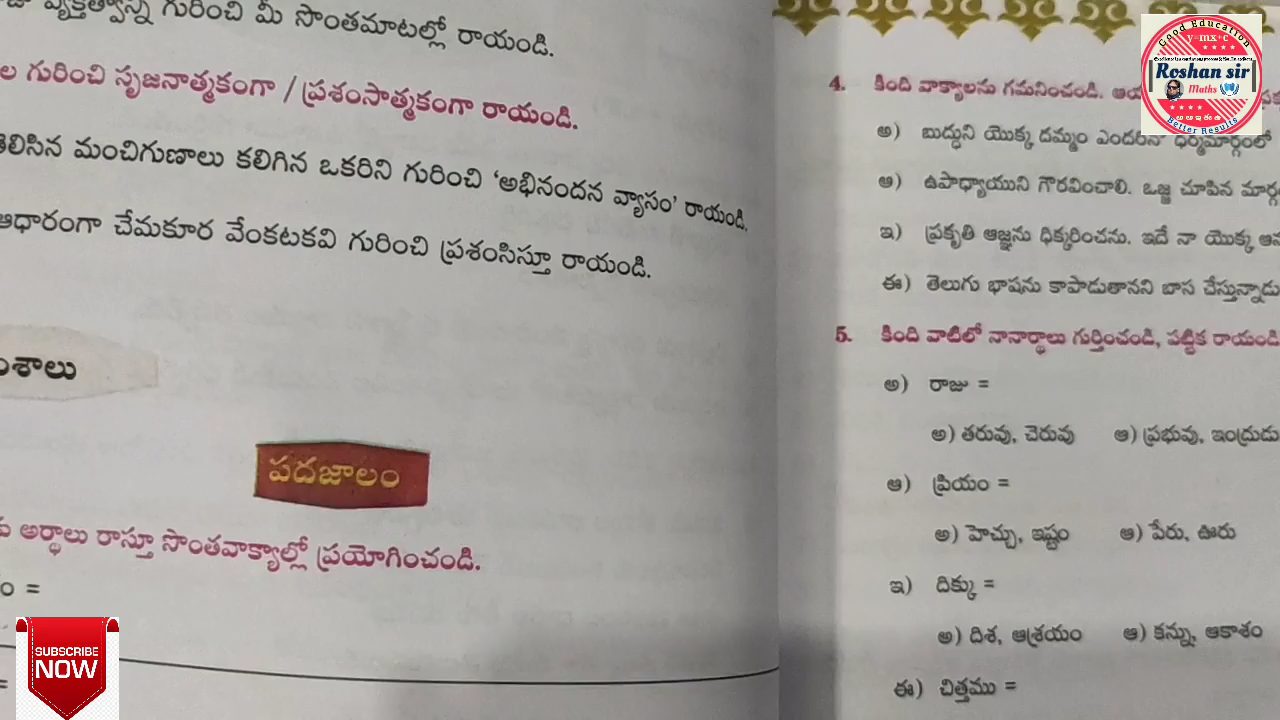 వ్యక్తిత్వాన్ని గురించి మీ సొంతమాటల్లో రాయండి.
ల గురించి సృజనాత్మకంగా / ప్రశంసాత్మకంగా రాయండి.
తెలిసిన మంచిగుణాలు కలిగిన ఒకరిని గురించి ‘అభినందన వ్యాసం’ రాయండి.
ఆధారంగా చేమకూర వేంకటకవి గురించి ప్రశంసిస్తూ రాయండి.
శాలు
పదజాలం
అర్థాలు రాస్తూ సొంతవాక్యాల్లో ప్రయోగించండి.
ం =
=
SUBSCRIBE
NOW
Good Education
y=mx+c
Roshan sir
Maths
Better Results
4. కింది వాక్యాలను గమనించండి.
అ) బుద్ధుని యొక్క దమ్మం ఎందరినో ధర్మమార్గంలో
ఆ) ఉపాధ్యాయుని గౌరవించాలి. ఒజ్జ చూపిన
ఇ) ప్రకృతి ఆజ్ఞను ధిక్కరించను. ఇదే నా యొక్క
ఈ) తెలుగు భాషను కాపాడుతానని బాస చేస్తున్నాడు
5. కింది వాటిలో నానార్థాలు గుర్తించండి, పట్టిక రాయండి
అ) రాజు =
అ) తరువు, చెరువు ఆ) ప్రభువు, ఇంద్రుడు
ఆ) ప్రియం =
అ) హెచ్చు, ఇష్టం ఆ) పేరు, ఊరు
ఇ) దిక్కు =
అ) దిశ, ఆశ్రయం ఆ) కన్ను, ఆకాశం
ఈ) చిత్తము =